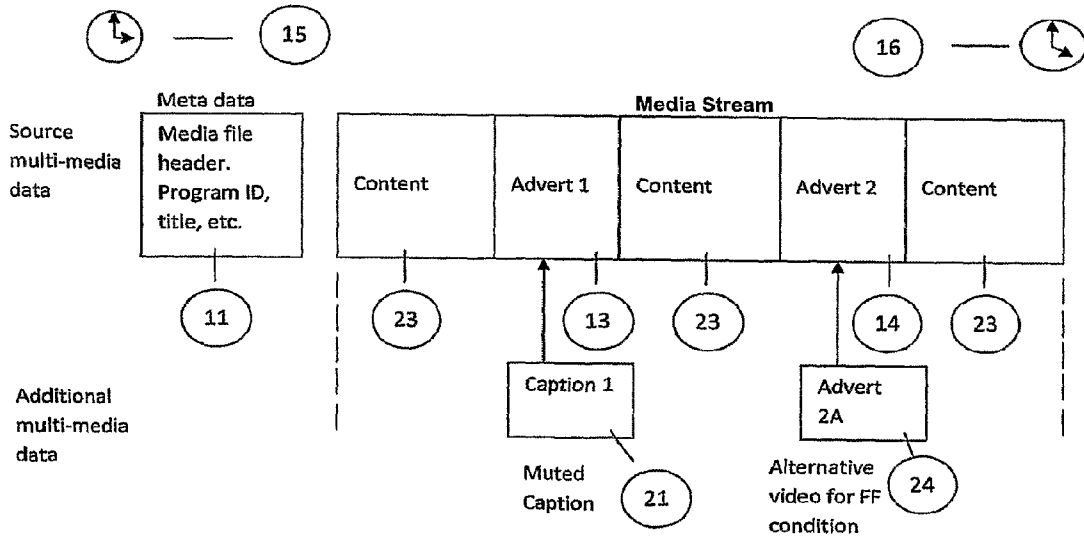 15
16
Meta data
Media Stream
Source
multi-media
data
Media file
header.
Program ID,
title, etc.
Content
Advert 1
Content
Advert 2
Content
11
23
13
23
14
23
Additional
multi-media
data
Caption 1
Advert
2A
Muted
Caption
21
Alternative
video for FF
condition
24